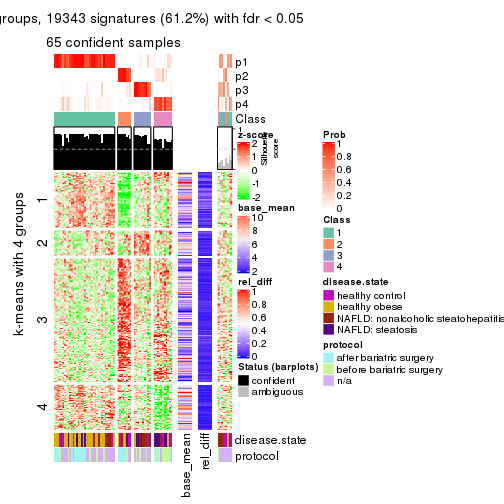 groups, 19343 signatures (61.2%) with fdr < 0.05
65 confident samples
p1
p2
p3
p4
Class
1
Silhouette
score
k-means with 4 groups
1
2
3
4
base_mean
rel_diff
disease.state
protocol
z-score
2
1
0
-1
-2
base_mean
10
8
6
4
2
rel_diff
1
0.8
0.6
0.4
0.2
0
Status (barplots)
confident
ambiguous
Prob
1
0.8
0.6
0.4
0.2
0
Class
1
2
3
4
disease.state
healthy control
healthy obese
NAFLD: nonalcoholic steatohepatitis
NAFLD: steatosis
protocol
after bariatric surgery
before bariatric surgery
n/a